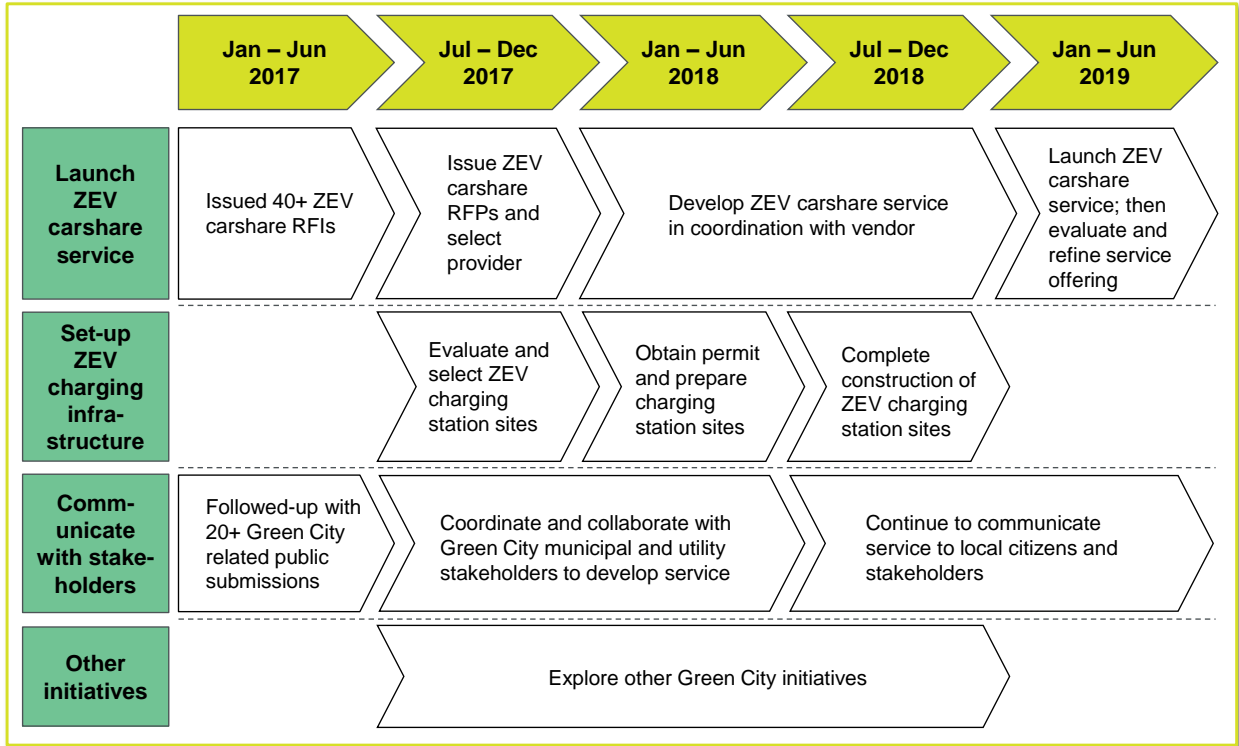 Jan – Jun
2017
Jul – Dec
2017
Jan – Jun
2018
Jul – Dec
2018
Jan – Jun
2019
Launch
ZEV
carshare
service
Issued 40+ ZEV
carshare RFIs
Issue ZEV
carshare
RFPs and
select
provider
Develop ZEV carshare service
in coordination with vendor
Launch ZEV
carshare
service; then
evaluate and
refine service
offering
Set-up
ZEV
charging
infra-
structure
Evaluate and
select ZEV
charging
station sites
Obtain permit
and prepare
charging
station sites
Complete
construction of
ZEV charging
station sites
Comm-
unicate
with stake-
holders
Followed-up with
20+ Green City
related public
submissions
Coordinate and collaborate with
Green City municipal and utility
stakeholders to develop service
Continue to communicate
service to local citizens and
stakeholders
Other
initiatives
Explore other Green City initiatives